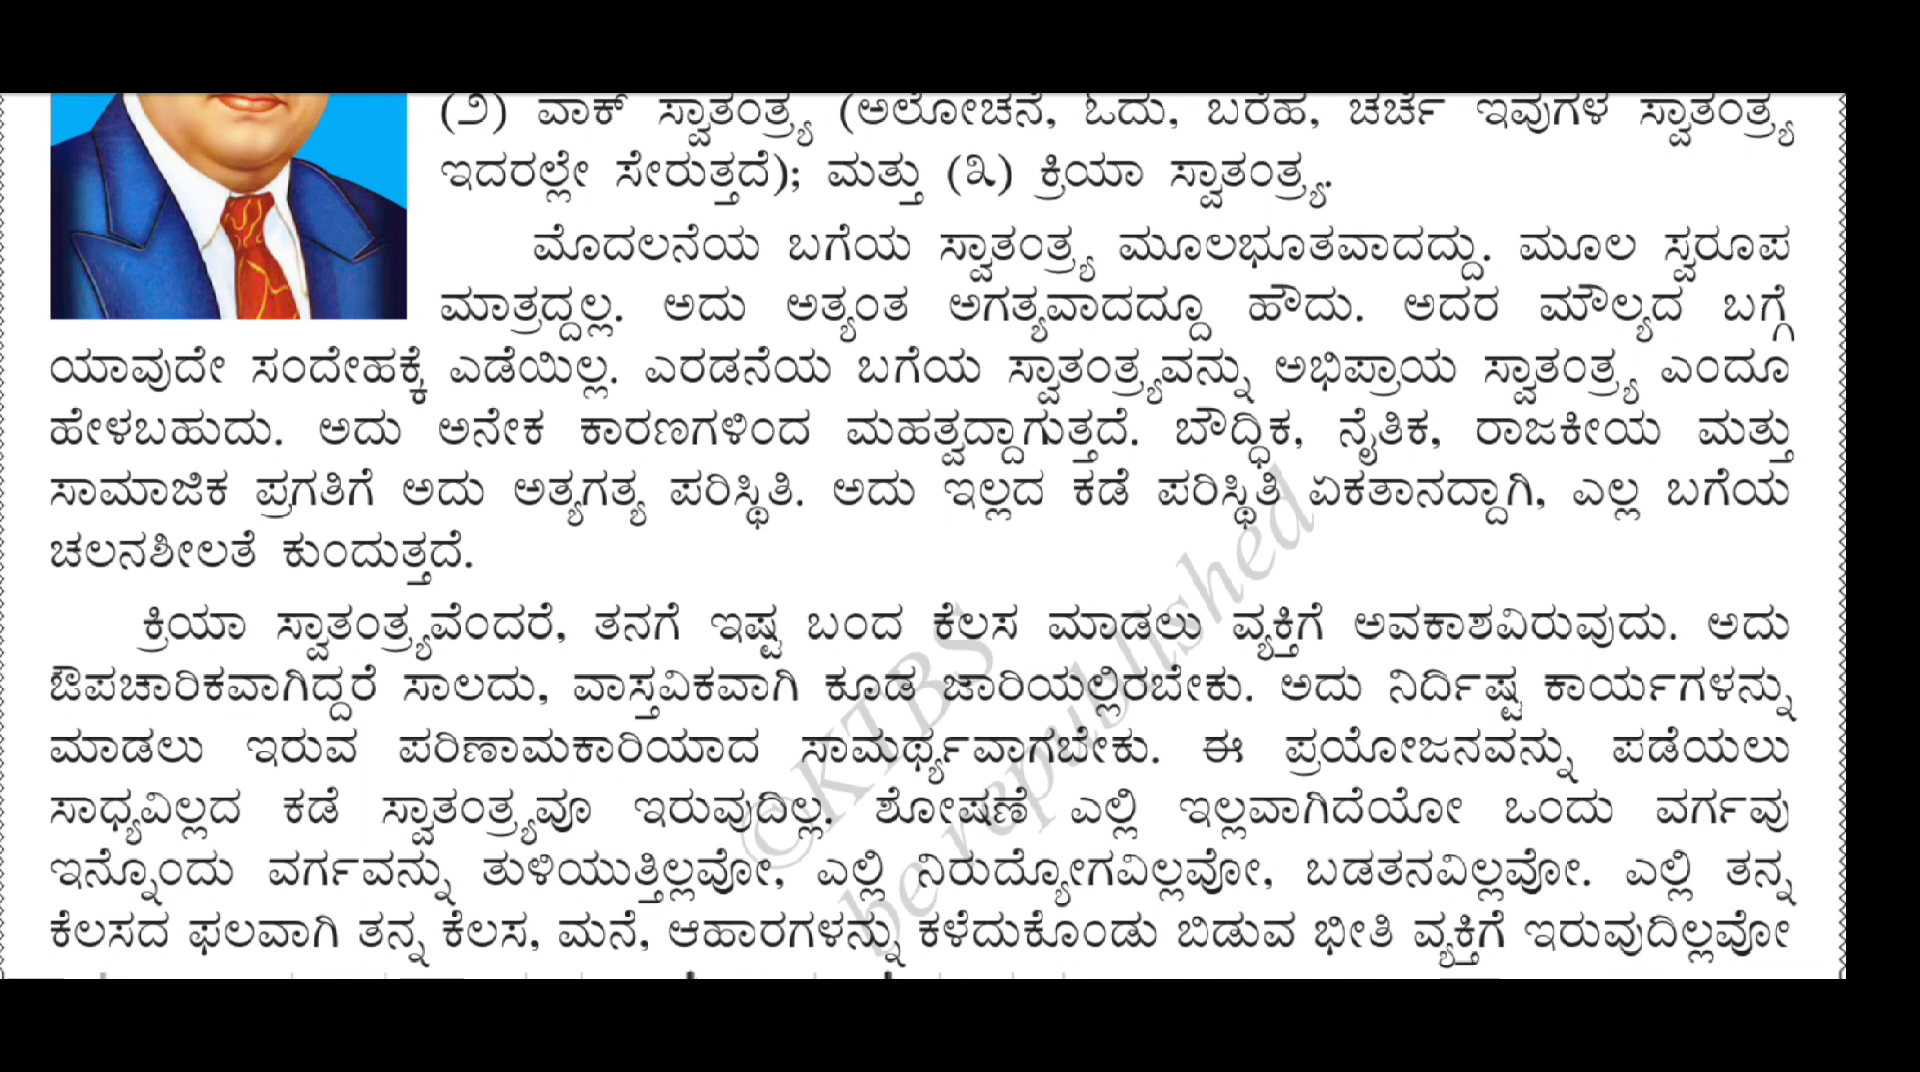 (೨) ವಾಕ್ ಸ್ವಾತಂತ್ರ್ಯ (ಆಲೋಚನೆ, ಓದು, ಬರೆಹ, ಚರ್ಚೆ ಇವುಗಳ ಸ್ವಾತಂತ್ರ್ಯ
ಇದರಲ್ಲೇ ಸೇರುತ್ತದೆ); ಮತ್ತು (೩) ಕ್ರಿಯಾ ಸ್ವಾತಂತ್ರ್ಯ.
ಮೊದಲನೆಯ ಬಗೆಯ ಸ್ವಾತಂತ್ರ್ಯ ಮೂಲಭೂತವಾದದ್ದು. ಮೂಲ ಸ್ವರೂಪ
ಮಾತ್ರದ್ದಲ್ಲ. ಅದು ಅತ್ಯಂತ ಅಗತ್ಯವಾದದ್ದೂ ಹೌದು. ಅದರ ಮೌಲ್ಯದ ಬಗ್ಗೆ
ಯಾವುದೇ ಸಂದೇಹಕ್ಕೆ ಎಡೆಯಿಲ್ಲ. ಎರಡನೆಯ ಬಗೆಯ ಸ್ವಾತಂತ್ರ್ಯವನ್ನು ಅಭಿಪ್ರಾಯ ಸ್ವಾತಂತ್ರ್ಯ ಎಂದೂ
ಹೇಳಬಹುದು. ಅದು ಅನೇಕ ಕಾರಣಗಳಿಂದ ಮಹತ್ವದ್ದಾಗುತ್ತದೆ. ಬೌದ್ಧಿಕ, ನೈತಿಕ, ರಾಜಕೀಯ ಮತ್ತು
ಸಾಮಾಜಿಕ ಪ್ರಗತಿಗೆ ಅದು ಅತ್ಯಗತ್ಯ ಪರಿಸ್ಥಿತಿ. ಅದು ಇಲ್ಲದ ಕಡೆ ಪರಿಸ್ಥಿತಿ ಏಕತಾನದ್ದಾಗಿ, ಎಲ್ಲ ಬಗೆಯ
ಚಲನಶೀಲತೆ ಕುಂದುತ್ತದೆ.
ಕ್ರಿಯಾ ಸ್ವಾತಂತ್ರ್ಯವೆಂದರೆ, ತನಗೆ ಇಷ್ಟ ಬಂದ ಕೆಲಸ ಮಾಡಲು ವ್ಯಕ್ತಿಗೆ ಅವಕಾಶವಿರುವುದು. ಅದು
ಔಪಚಾರಿಕವಾಗಿದ್ದರೆ ಸಾಲದು, ವಾಸ್ತವಿಕವಾಗಿ ಕೂಡ ಜಾರಿಯಲ್ಲಿರಬೇಕು. ಅದು ನಿರ್ದಿಷ್ಟ ಕಾರ್ಯಗಳನ್ನು
ಮಾಡಲು ಇರುವ ಪರಿಣಾಮಕಾರಿಯಾದ ಸಾಮರ್ಥ್ಯವಾಗಬೇಕು. ಈ ಪ್ರಯೋಜನವನ್ನು ಪಡೆಯಲು
ಸಾಧ್ಯವಿಲ್ಲದ ಕಡೆ ಸ್ವಾತಂತ್ರ್ಯವೂ ಇರುವುದಿಲ್ಲ. ಶೋಷಣೆ ಎಲ್ಲಿ ಇಲ್ಲವಾಗಿದೆಯೋ ಒಂದು ವರ್ಗವು
ಇನ್ನೊಂದು ವರ್ಗವನ್ನು ತುಳಿಯುತ್ತಿಲ್ಲವೋ, ಎಲ್ಲಿ ನಿರುದ್ಯೋಗವಿಲ್ಲವೋ, ಬಡತನವಿಲ್ಲವೋ. ಎಲ್ಲಿ ತನ್ನ
ಕೆಲಸದ ಫಲವಾಗಿ ತನ್ನ ಕೆಲಸ, ಮನೆ, ಆಹಾರಗಳನ್ನು ಕಳೆದುಕೊಂಡು ಬಿಡುವ ಭೀತಿ ವ್ಯಕ್ತಿಗೆ ಇರುವುದಿಲ್ಲವೋ
©KTBS
be republished